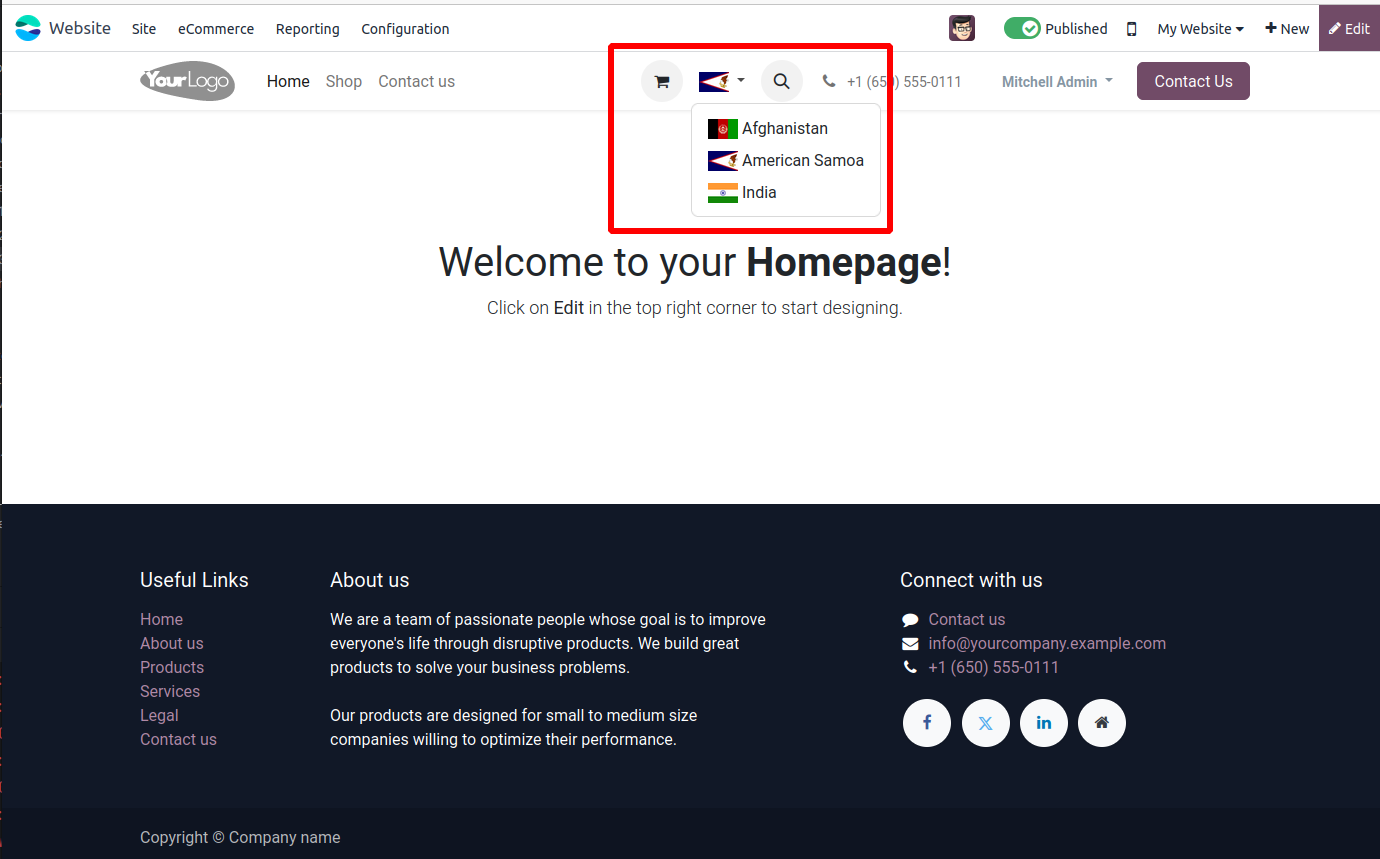 Website Site eCommerce Reporting Configuration Published My Website + New Edit
YourLogo Home Shop Contact us +1 (650) 555-0111 Mitchell Admin Contact Us
Afghanistan
American Samoa
India
Welcome to your Homepage!
Click on Edit in the top right corner to start designing.
Useful Links
Home
About us
Products
Services
Legal
Contact us
About us
We are a team of passionate people whose goal is to improve
everyone's life through disruptive products. We build great
products to solve your business problems.
Our products are designed for small to medium size
companies willing to optimize their performance.
Connect with us
Contact us
info@yourcompany.example.com
+1 (650) 555-0111
Copyright © Company name